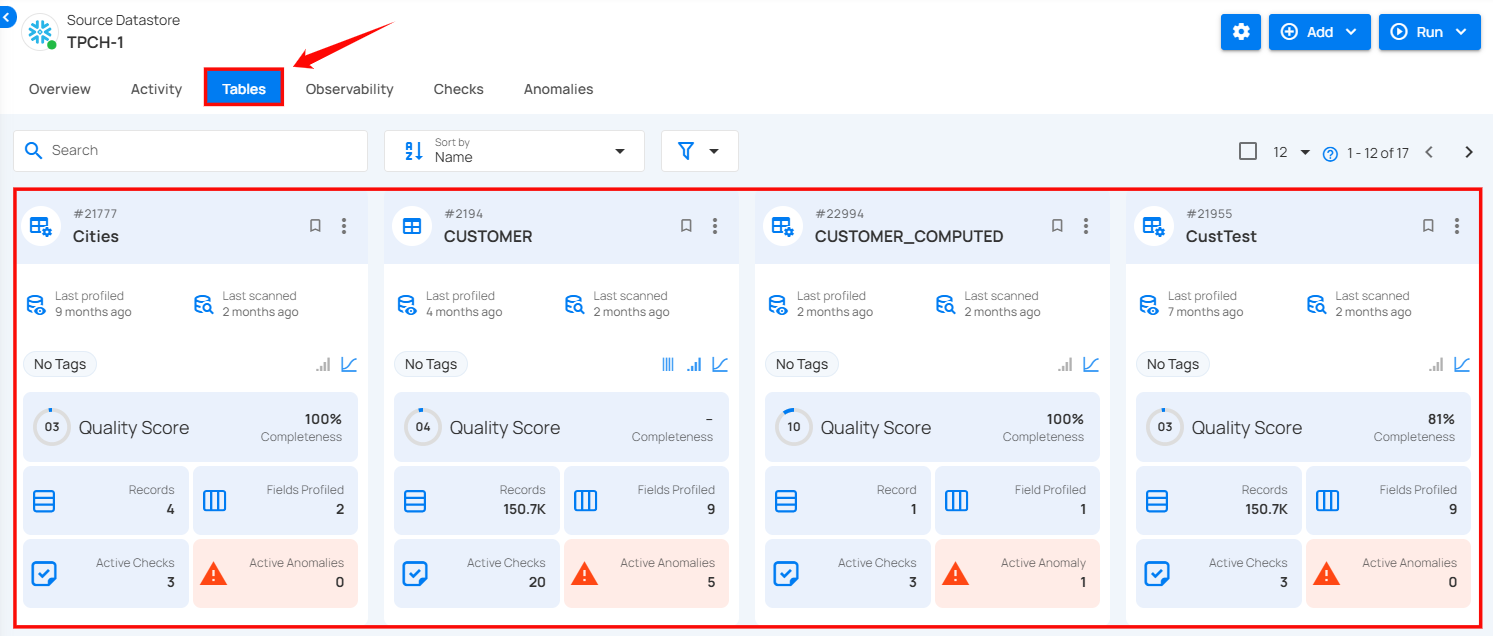 Source Datastore
TPCH-1
Add
Run
Overview
Activity
Tables
Observability
Checks
Anomalies
Search
Sort by
Name
12
1 - 12 of 17
#21777
Cities
Last profiled
9 months ago
Last scanned
2 months ago
No Tags
03
Quality Score
100%
Completeness
Records
4
Fields Profiled
2
Active Checks
3
Active Anomalies
0
#2194
CUSTOMER
Last profiled
4 months ago
Last scanned
2 months ago
No Tags
04
Quality Score
–
Completeness
Records
150.7K
Fields Profiled
9
Active Checks
20
Active Anomalies
5
#22994
CUSTOMER_COMPUTED
Last profiled
2 months ago
Last scanned
2 months ago
No Tags
10
Quality Score
100%
Completeness
Record
1
Field Profiled
1
Active Checks
3
Active Anomaly
1
#21955
CustTest
Last profiled
7 months ago
Last scanned
2 months ago
No Tags
03
Quality Score
81%
Completeness
Records
150.7K
Fields Profiled
9
Active Checks
3
Active Anomalies
0